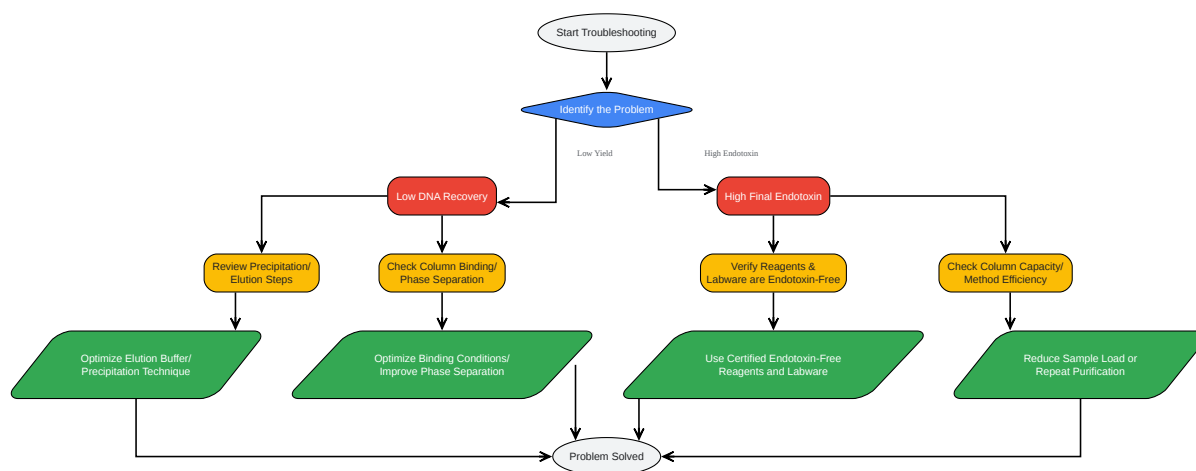 Start Troubleshooting
Identify the Problem
Low Yield
High Endotoxin
Low DNA Recovery
High Final Endotoxin
Review Precipitation/
Elution Steps
Check Column Binding/
Phase Separation
Verify Reagents &
Labware are Endotoxin-Free
Check Column Capacity/
Method Efficiency
Optimize Elution Buffer/
Precipitation Technique
Optimize Binding Conditions/
Improve Phase Separation
Use Certified Endotoxin-Free
Reagents and Labware
Reduce Sample Load or
Repeat Purification
Problem Solved